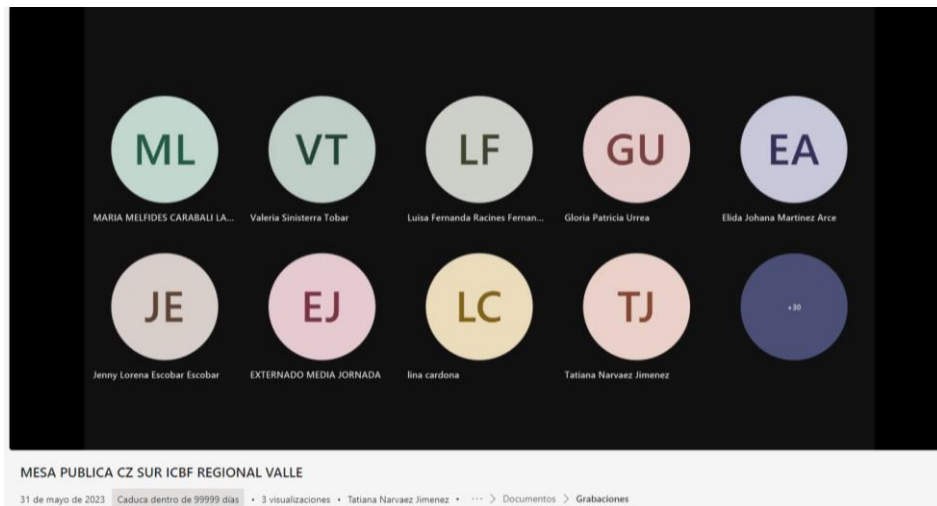 ML VT LF GU EA
MARIA MELFIDES CARABALI LA... Valeria Sinisterra Tobar Luisa Fernanda Racines Fernan... Gloria Patricia Urrea Elida Johana Martinez Arce
JE EJ LC TJ +30
Jenny Lorena Escobar Escobar EXTERNADO MEDIA JORNADA lina cardona Tatiana Narvaez Jimenez
MESA PUBLICA CZ SUR ICBF REGIONAL VALLE
31 de mayo de 2023 Caduca dentro de 99999 días • 3 visualizaciones • Tatiana Narvaez Jimenez • ··· > Documentos > Grabaciones